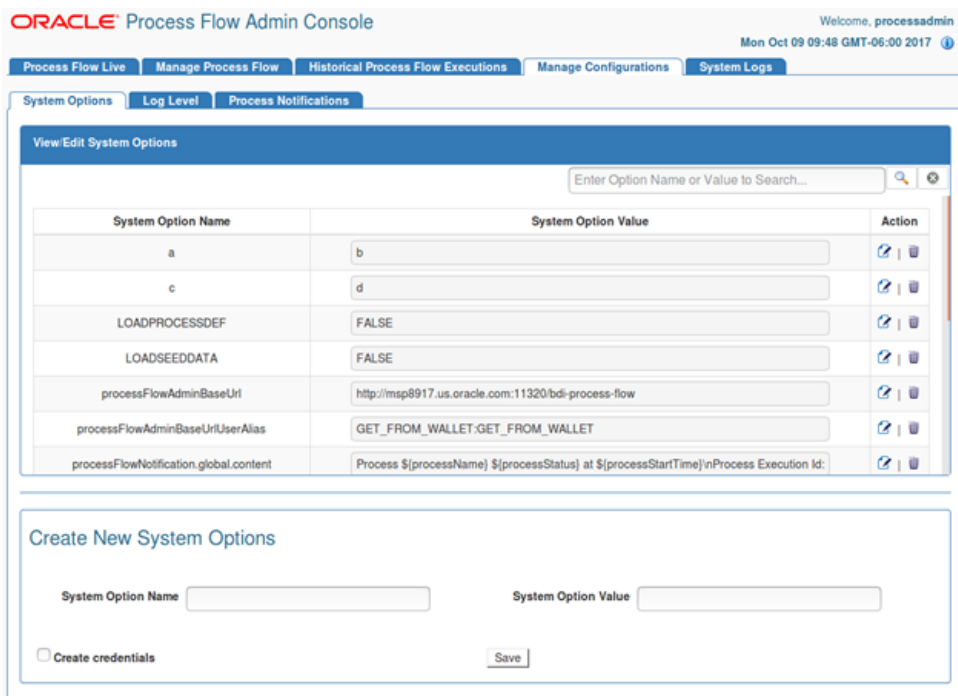 ORACLE Process Flow Admin Console
Welcome, processadmin
Mon Oct 09 09:48 GMT-06:00 2017
Process Flow Live Manage Process Flow Historical Process Flow Executions Manage Configurations System Logs
System Options Log Level Process Notifications
View/Edit System Options
Enter Option Name or Value to Search...
System Option Name System Option Value Action
a b |
c d |
LOADPROCESSDEF FALSE |
LOADSEEDDATA FALSE |
processFlowAdminBaseUrl http://msp8917.us.oracle.com:11320/bdi-process-flow |
processFlowAdminBaseUrlUserAlias GET_FROM_WALLET:GET_FROM_WALLET |
processFlowNotification.global.content Process ${processName} ${processStatus} at ${processStartTime}\nProcess Execution Id: |
Create New System Options
System Option Name System Option Value
Create credentials Save